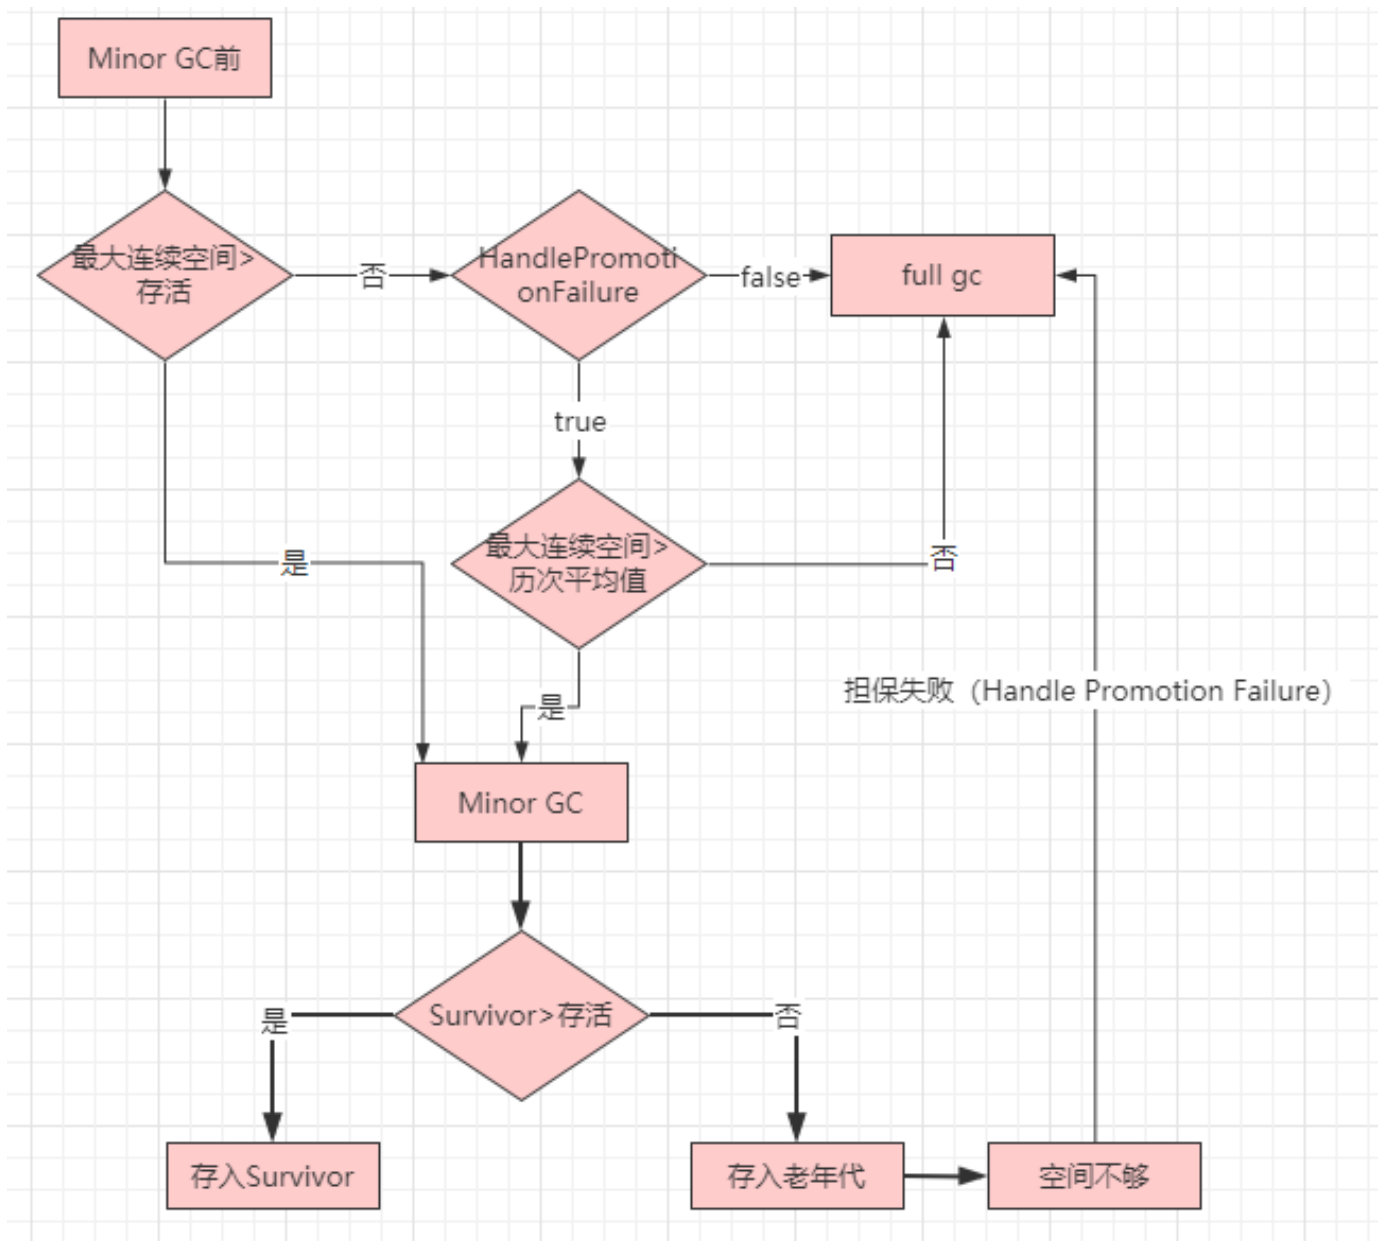 Minor GC前
最大连续空间>
存活
否
HandlePromoti
onFailure
false
full gc
true
最大连续空间>
历次平均值
否
是
是
担保失败（Handle Promotion Failure）
Minor GC
Survivor>存活
是
否
存入Survivor
存入老年代
空间不够